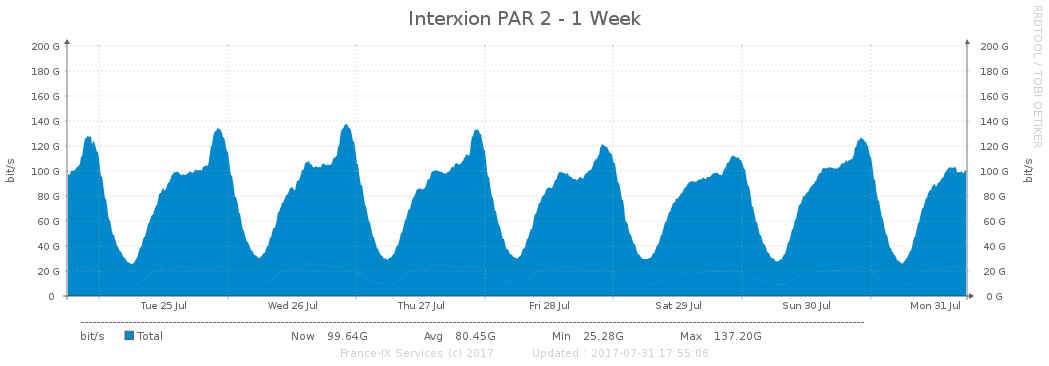 Interxion PAR 2 - 1 Week
RRDTOOL / TOBI OETIKER
bit/s
200 G
180 G
160 G
140 G
120 G
100 G
80 G
60 G
40 G
20 G
0
200 G
180 G
160 G
140 G
120 G
100 G
80 G
60 G
40 G
20 G
0 G
bit/s
Tue 25 Jul Wed 26 Jul Thu 27 Jul Fri 28 Jul Sat 29 Jul Sun 30 Jul Mon 31 Jul
bit/s Total Now 99.64G Avg 80.45G Min 25.28G Max 137.20G
France-IX Services (c) 2017 Updated : 2017-07-31 17:55:06